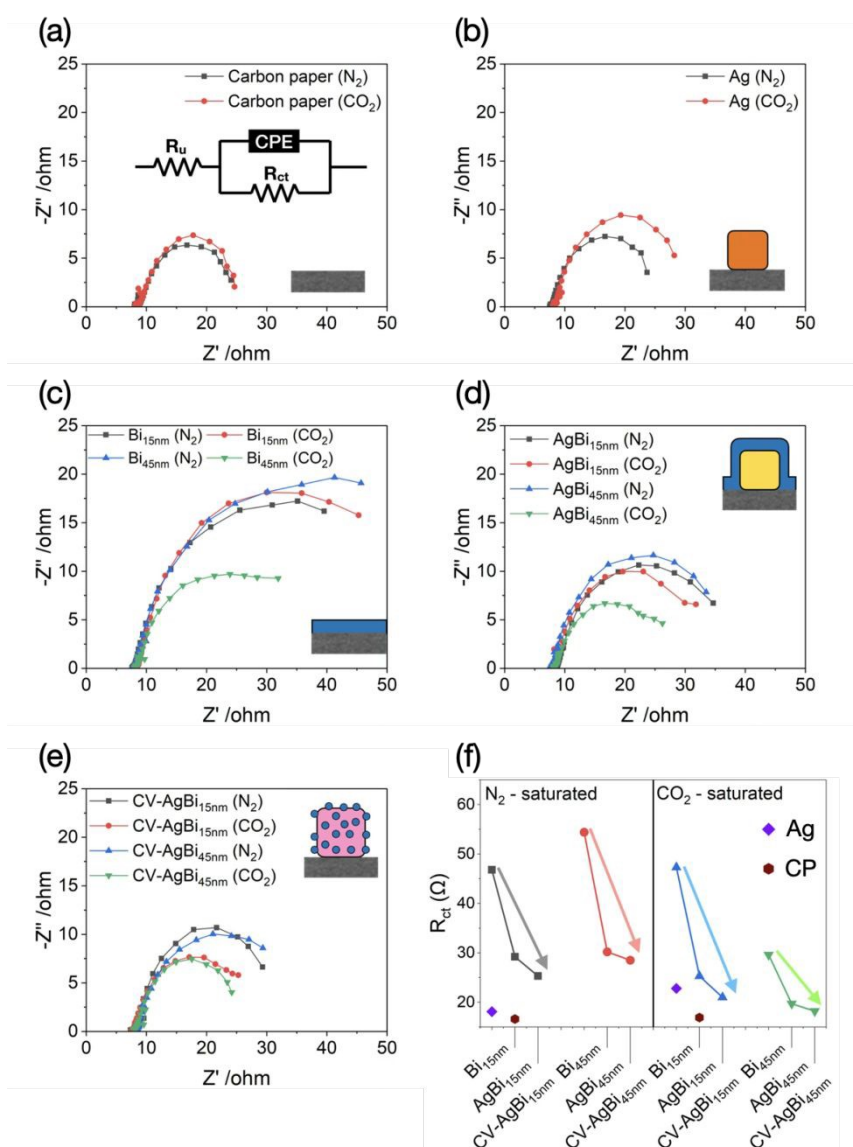 (a)
25
20
15
10
5
0
-Z″ /ohm
Carbon paper (N₂)
Carbon paper (CO₂)
Rᵤ
CPE
R_ct
0 10 20 30 40 50
Z' /ohm
(b)
25
20
15
10
5
0
-Z″ /ohm
Ag (N₂)
Ag (CO₂)
0 10 20 30 40 50
Z' /ohm
(c)
25
20
15
10
5
0
-Z″ /ohm
Bi₁₅ₙₘ (N₂) Bi₁₅ₙₘ (CO₂)
Bi₄₅ₙₘ (N₂) Bi₄₅ₙₘ (CO₂)
0 10 20 30 40 50
Z' /ohm
(d)
25
20
15
10
5
0
-Z″ /ohm
AgBi₁₅ₙₘ (N₂)
AgBi₁₅ₙₘ (CO₂)
AgBi₄₅ₙₘ (N₂)
AgBi₄₅ₙₘ (CO₂)
0 10 20 30 40 50
Z' /ohm
(e)
25
20
15
10
5
0
-Z″ /ohm
CV-AgBi₁₅ₙₘ (N₂)
CV-AgBi₁₅ₙₘ (CO₂)
CV-AgBi₄₅ₙₘ (N₂)
CV-AgBi₄₅ₙₘ (CO₂)
0 10 20 30 40 50
Z' /ohm
(f)
N₂ - saturated
CO₂ - saturated
Ag
CP
60
50
40
30
20
R_ct (Ω)
Bi₁₅ₙₘ
AgBi₁₅ₙₘ
CV-AgBi₁₅ₙₘ
Bi₄₅ₙₘ
AgBi₄₅ₙₘ
CV-AgBi₄₅ₙₘ
Bi₁₅ₙₘ
AgBi₁₅ₙₘ
CV-AgBi₁₅ₙₘ
Bi₄₅ₙₘ
AgBi₄₅ₙₘ
CV-AgBi₄₅ₙₘ